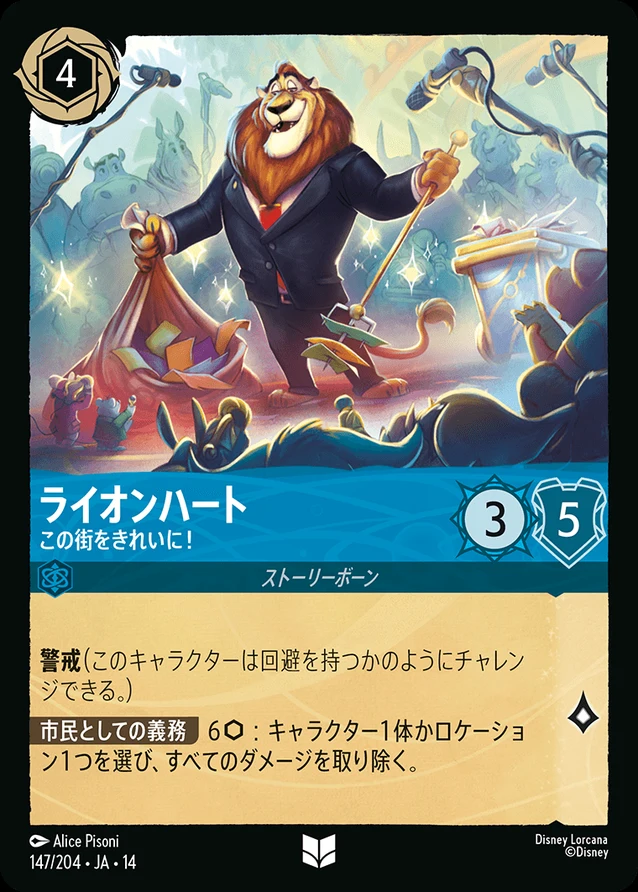 4
ライオンハート
この街をきれいに!
3
5
ストーリーボーン
警戒(このキャラクターは回避を持つかのようにチャレン
ジできる。)
市民としての義務 6⬡ : キャラクター1体かロケーショ
ン1つを選び、すべてのダメージを取り除く。
Alice Pisoni
147/204 • JA • 14
Disney Lorcana
©Disney